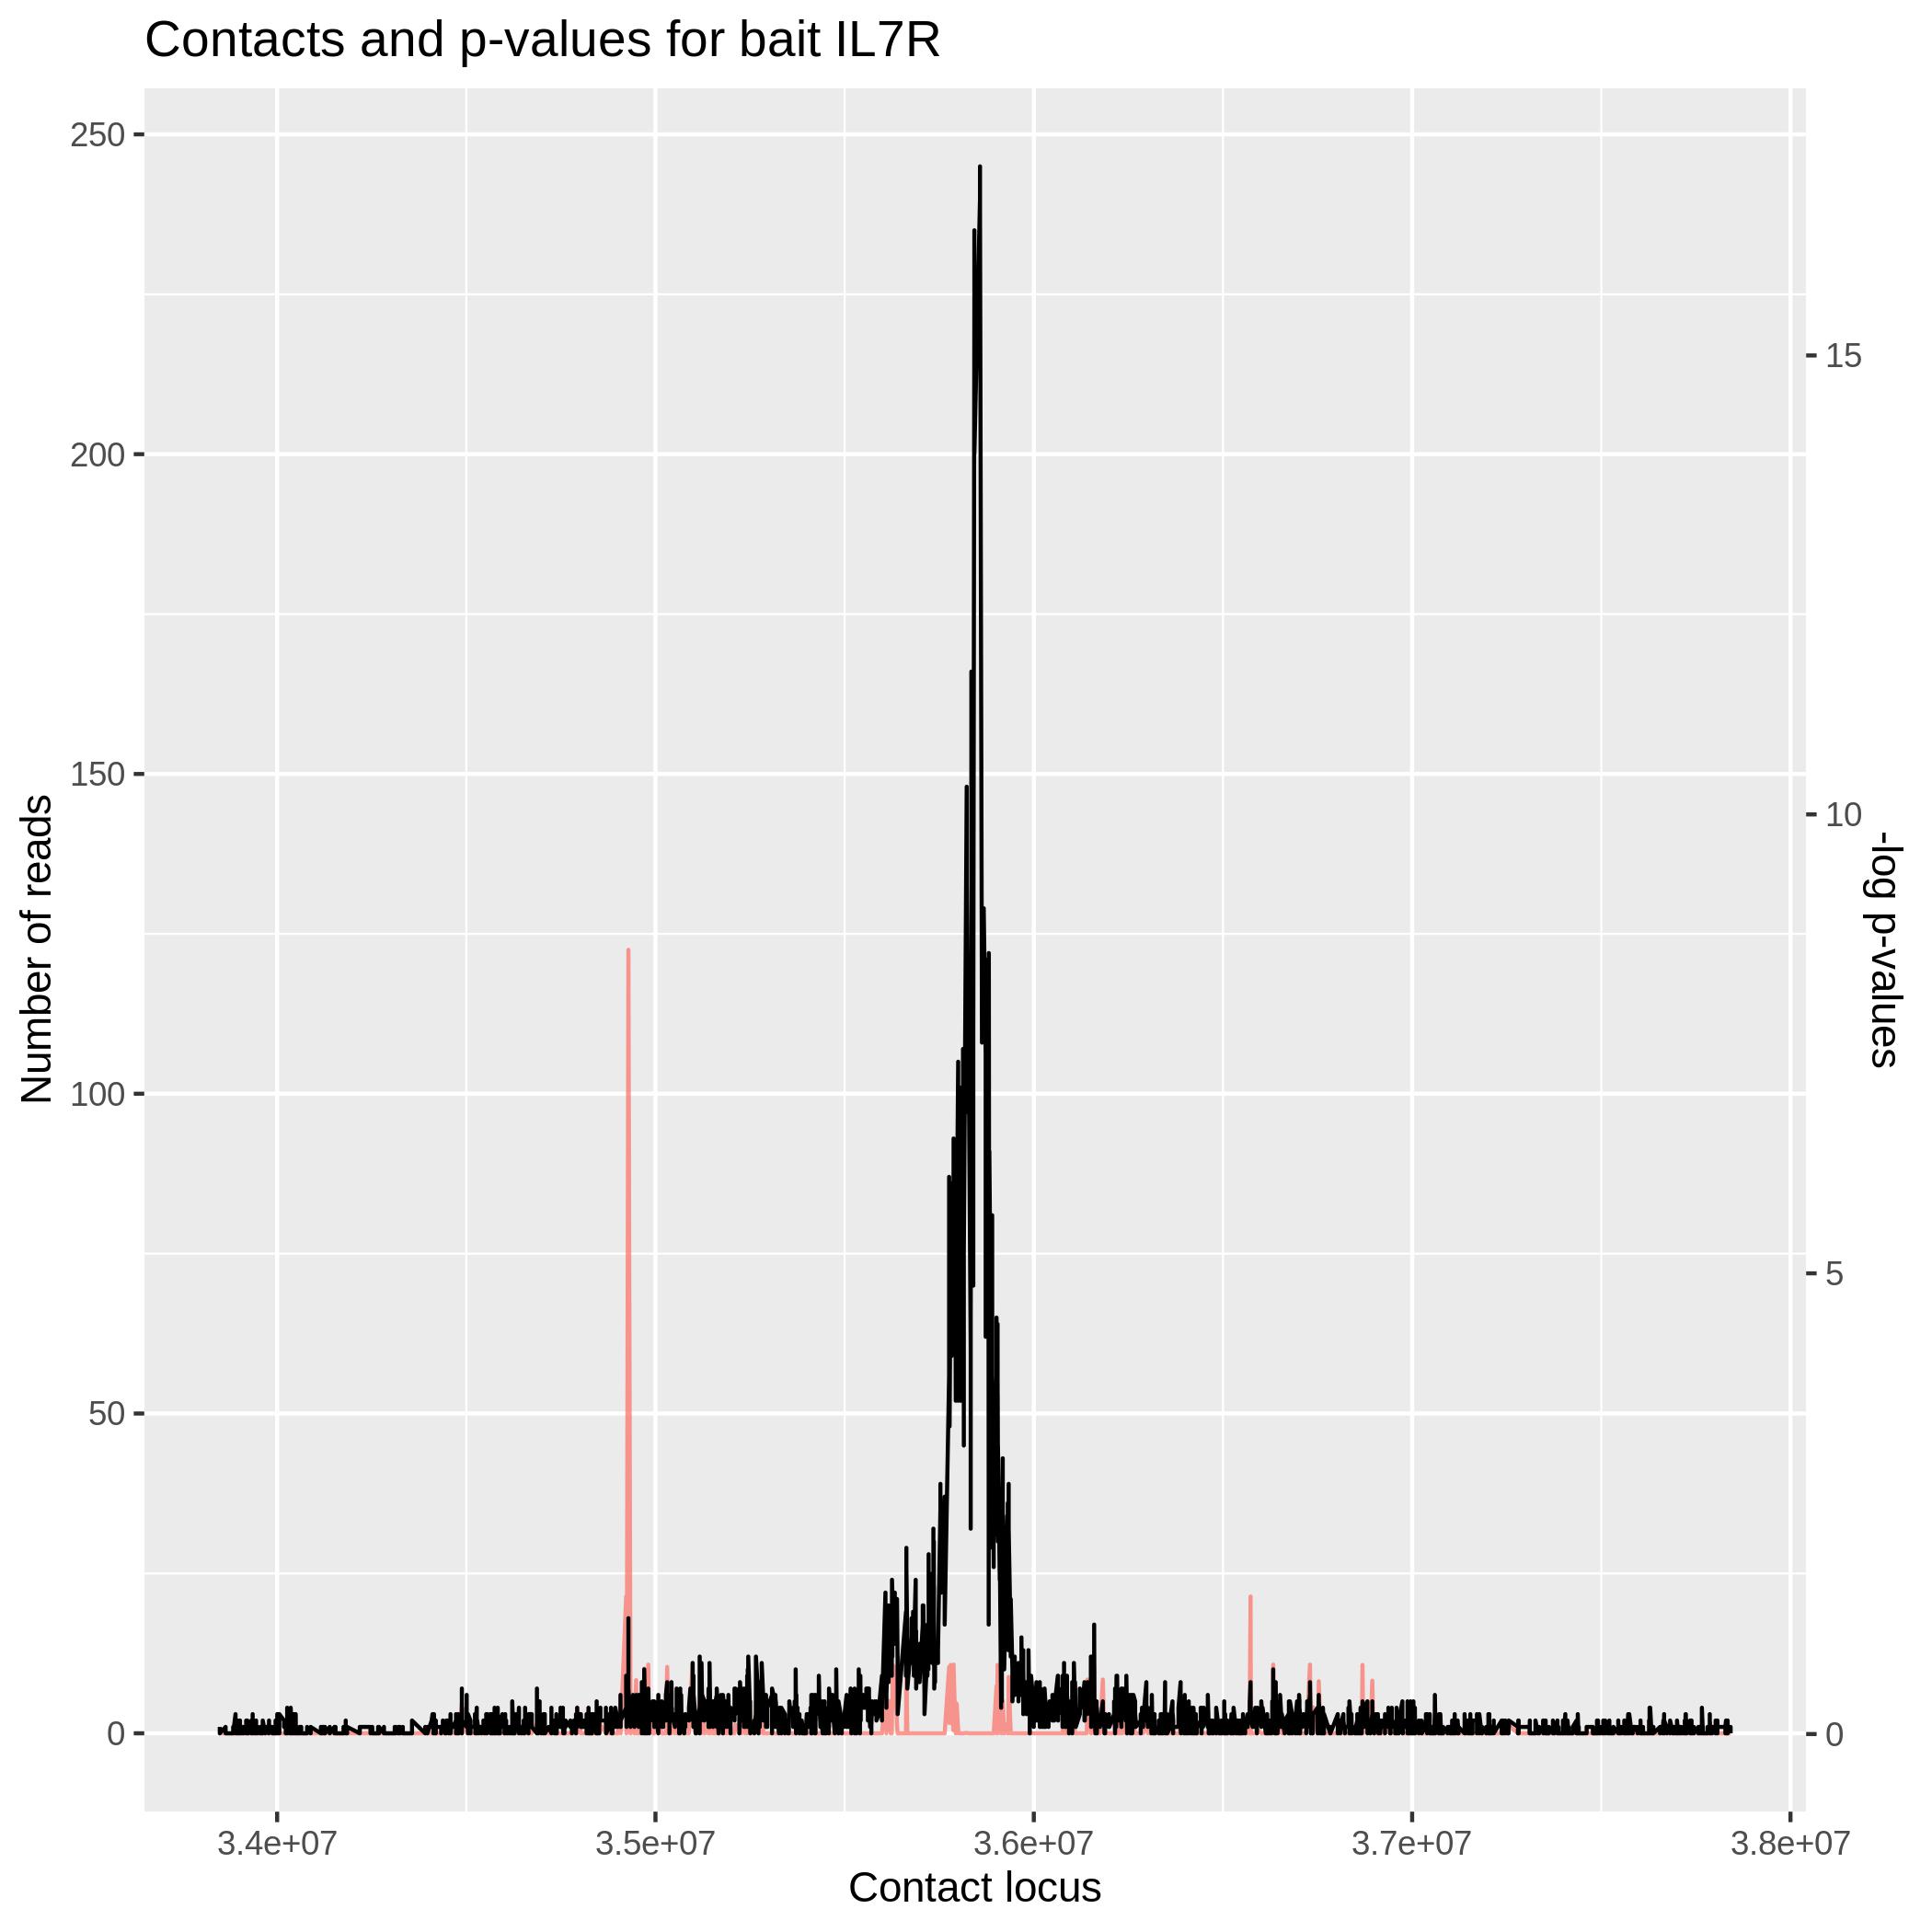 Contacts and p-values for bait IL7R
250
200
150
100
50
0
Number of reads
15
10
5
0
-log p-values
3.4e+07
3.5e+07
3.6e+07
3.7e+07
3.8e+07
Contact locus